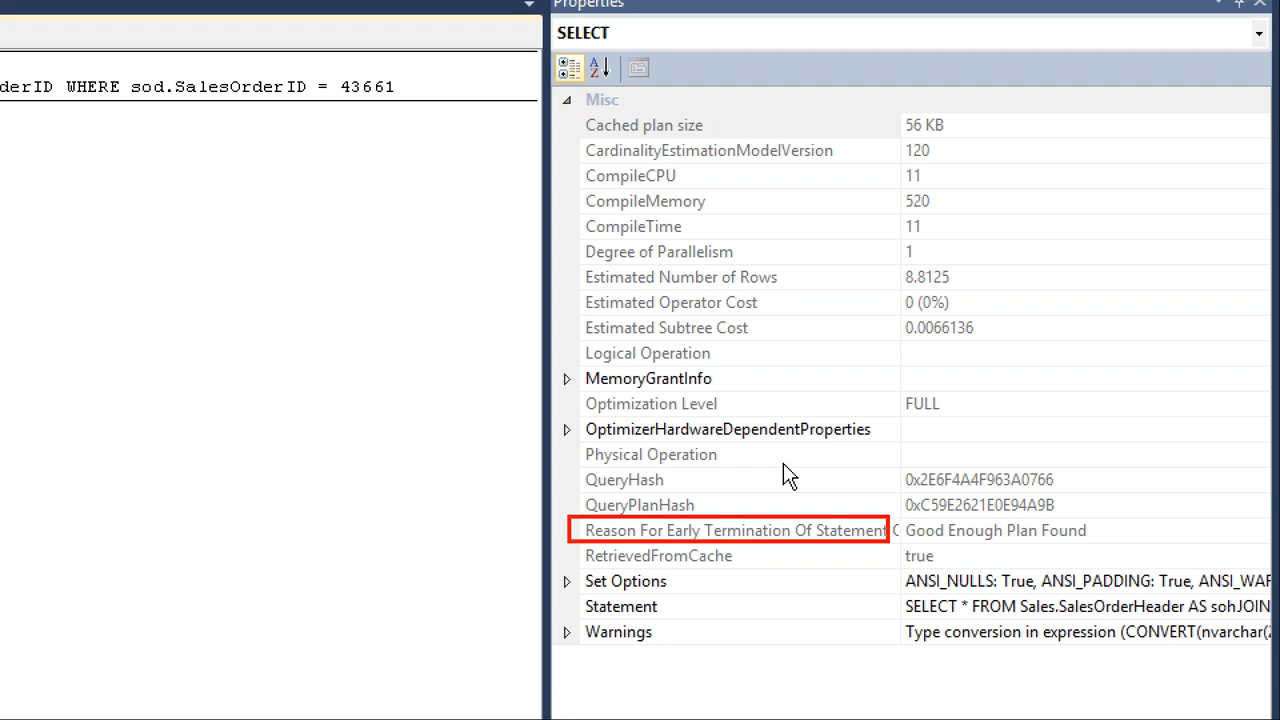 Properties
SELECT
derID WHERE sod.SalesOrderID = 43661
Misc
Cached plan size 56 KB
CardinalityEstimationModelVersion 120
CompileCPU 11
CompileMemory 520
CompileTime 11
Degree of Parallelism 1
Estimated Number of Rows 8.8125
Estimated Operator Cost 0 (0%)
Estimated Subtree Cost 0.0066136
Logical Operation
MemoryGrantInfo
Optimization Level FULL
OptimizerHardwareDependentProperties
Physical Operation
QueryHash 0x2E6F4A4F963A0766
QueryPlanHash 0xC59E2621E0E94A9B
Reason For Early Termination Of Statement Good Enough Plan Found
RetrievedFromCache true
Set Options ANSI_NULLS: True, ANSI_PADDING: True, ANSI_WAR
Statement SELECT * FROM Sales.SalesOrderHeader AS sohJOIN
Warnings Type conversion in expression (CONVERT(nvarchar(2